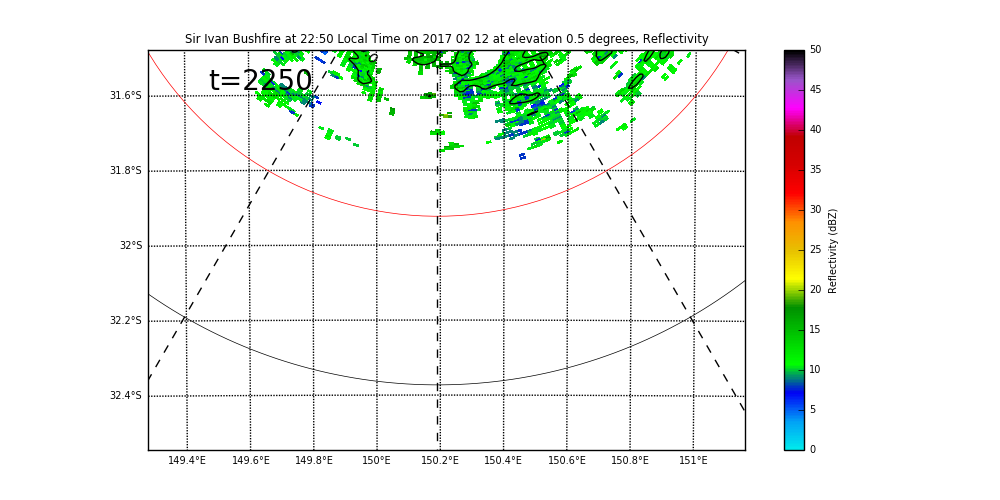 Sir Ivan Bushfire at 22:50 Local Time on 2017 02 12 at elevation 0.5 degrees, Reflectivity
t=2250
31.6°S
31.8°S
32°S
32.2°S
32.4°S
149.4°E 149.6°E 149.8°E 150°E 150.2°E 150.4°E 150.6°E 150.8°E 151°E
50
45
40
35
30
25
20
15
10
5
0
Reflectivity (dBZ)